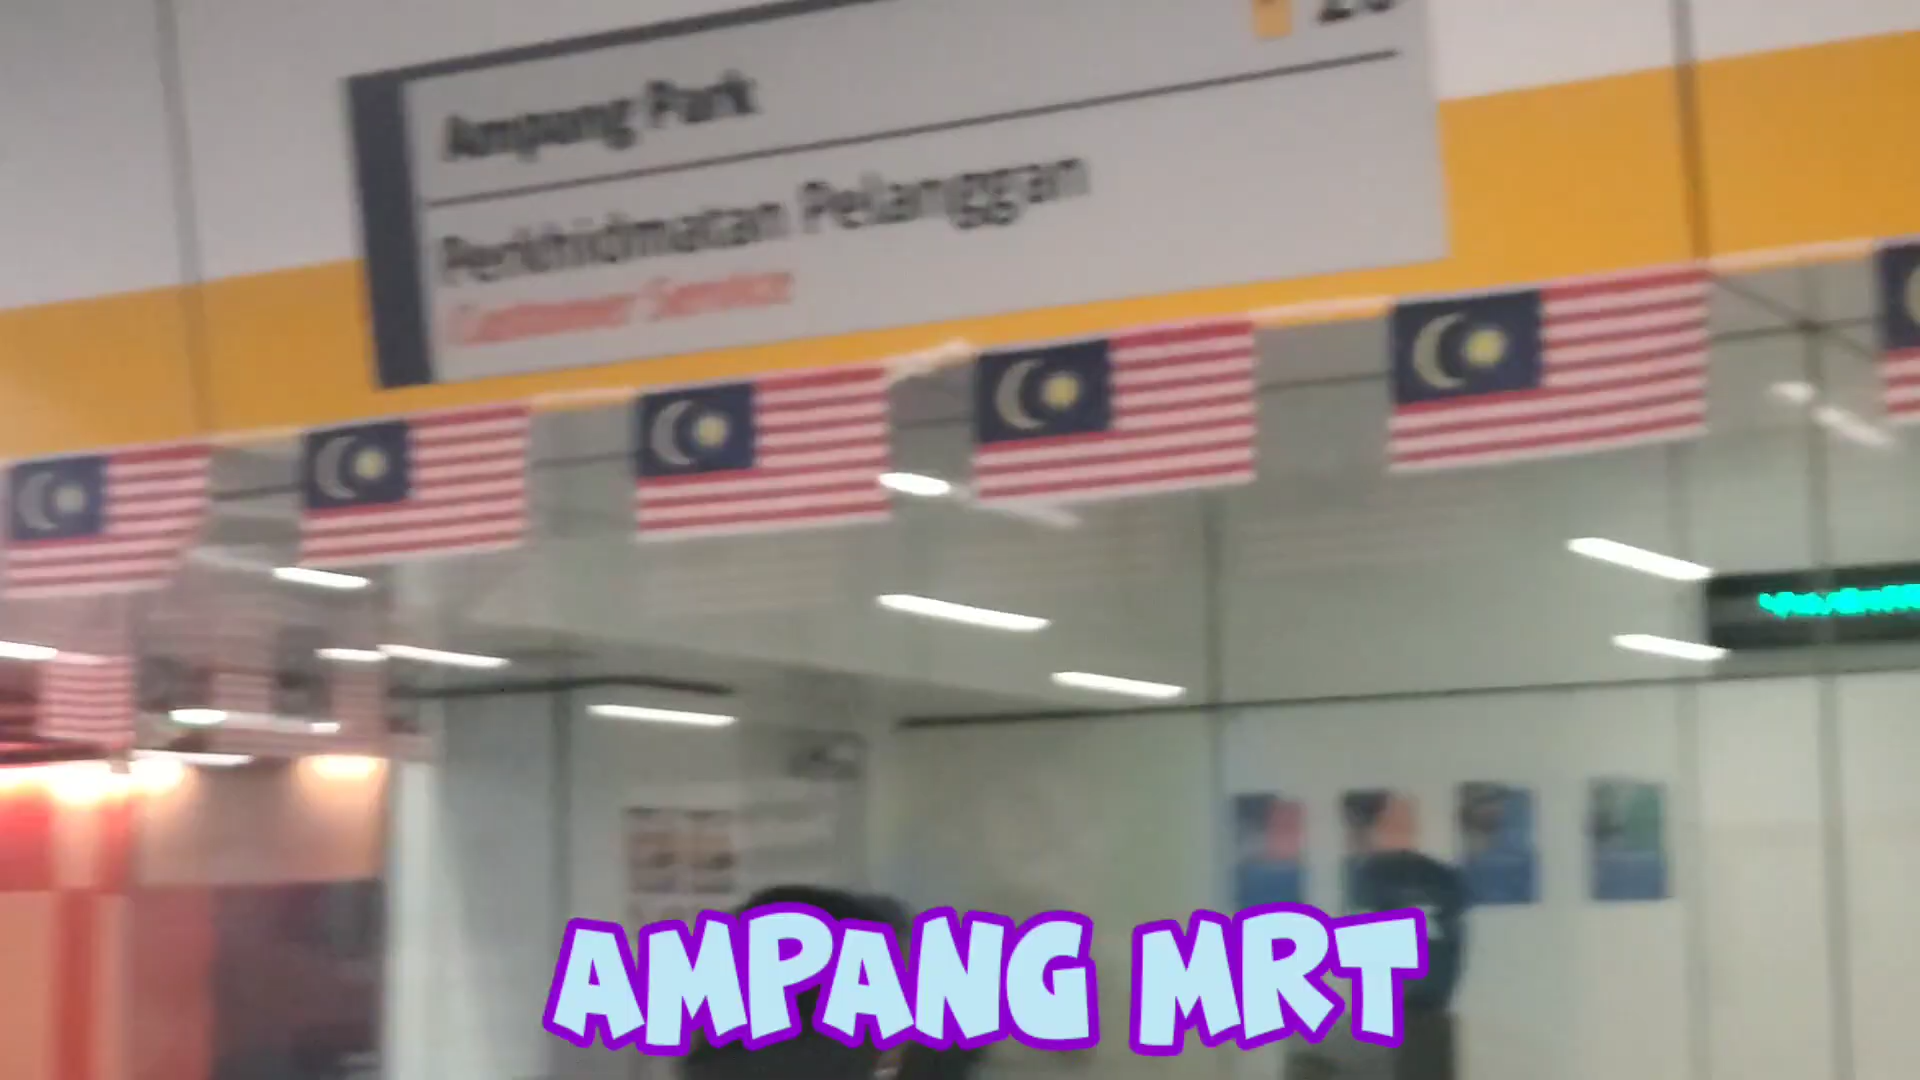 Ampang Park
Perkhidmatan Pelanggan
Customer Service
AMPANG MRT